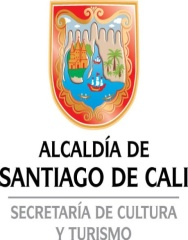 ALCALDÍA DE
SANTIAGO DE CALI
SECRETARÍA DE CULTURA
Y TURISMO